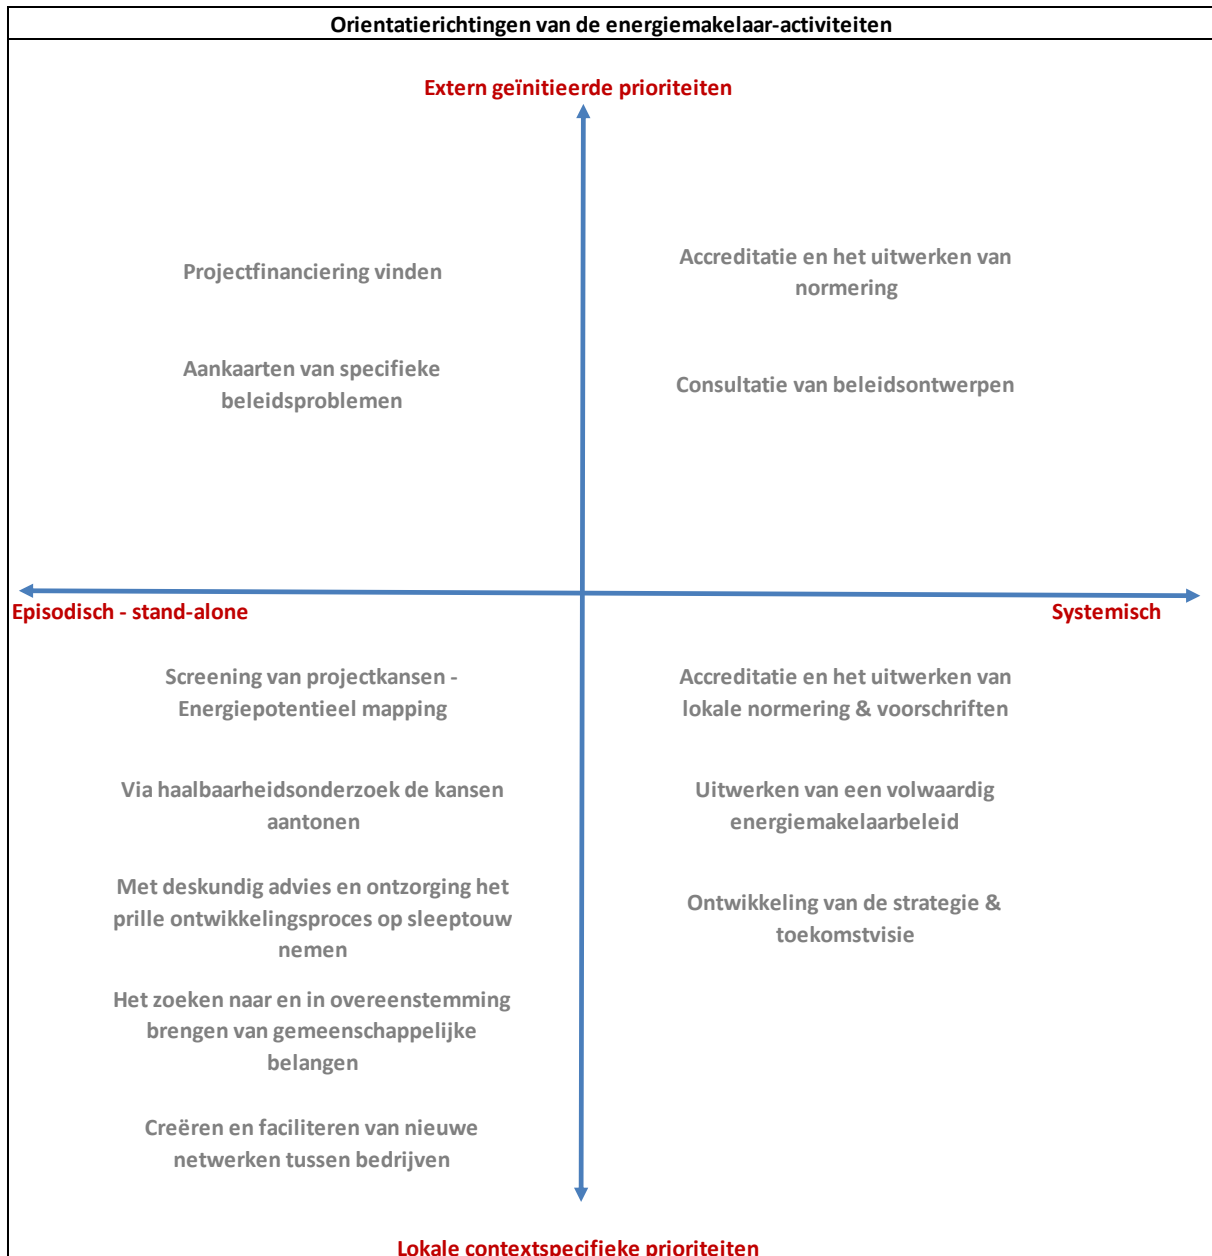 Orientatierichtingen van de energiemakelaar-activiteiten
Extern geïnitieerde prioriteiten
Projectfinanciering vinden
Accreditatie en het uitwerken van
normering
Aankaarten van specifieke
beleidsproblemen
Consultatie van beleidsontwerpen
Episodisch - stand-alone
Systemisch
Screening van projectkansen -
Energiepotentieel mapping
Accreditatie en het uitwerken van
lokale normering & voorschriften
Via haalbaarheidsonderzoek de kansen
aantonen
Uitwerken van een volwaardig
energiemakelaarbeleid
Met deskundig advies en ontzorging het
prille ontwikkelingsproces op sleeptouw
nemen
Ontwikkeling van de strategie &
toekomstvisie
Het zoeken naar en in overeenstemming
brengen van gemeenschappelijke
belangen
Creëren en faciliteren van nieuwe
netwerken tussen bedrijven
Lokale contextspecifieke prioriteiten